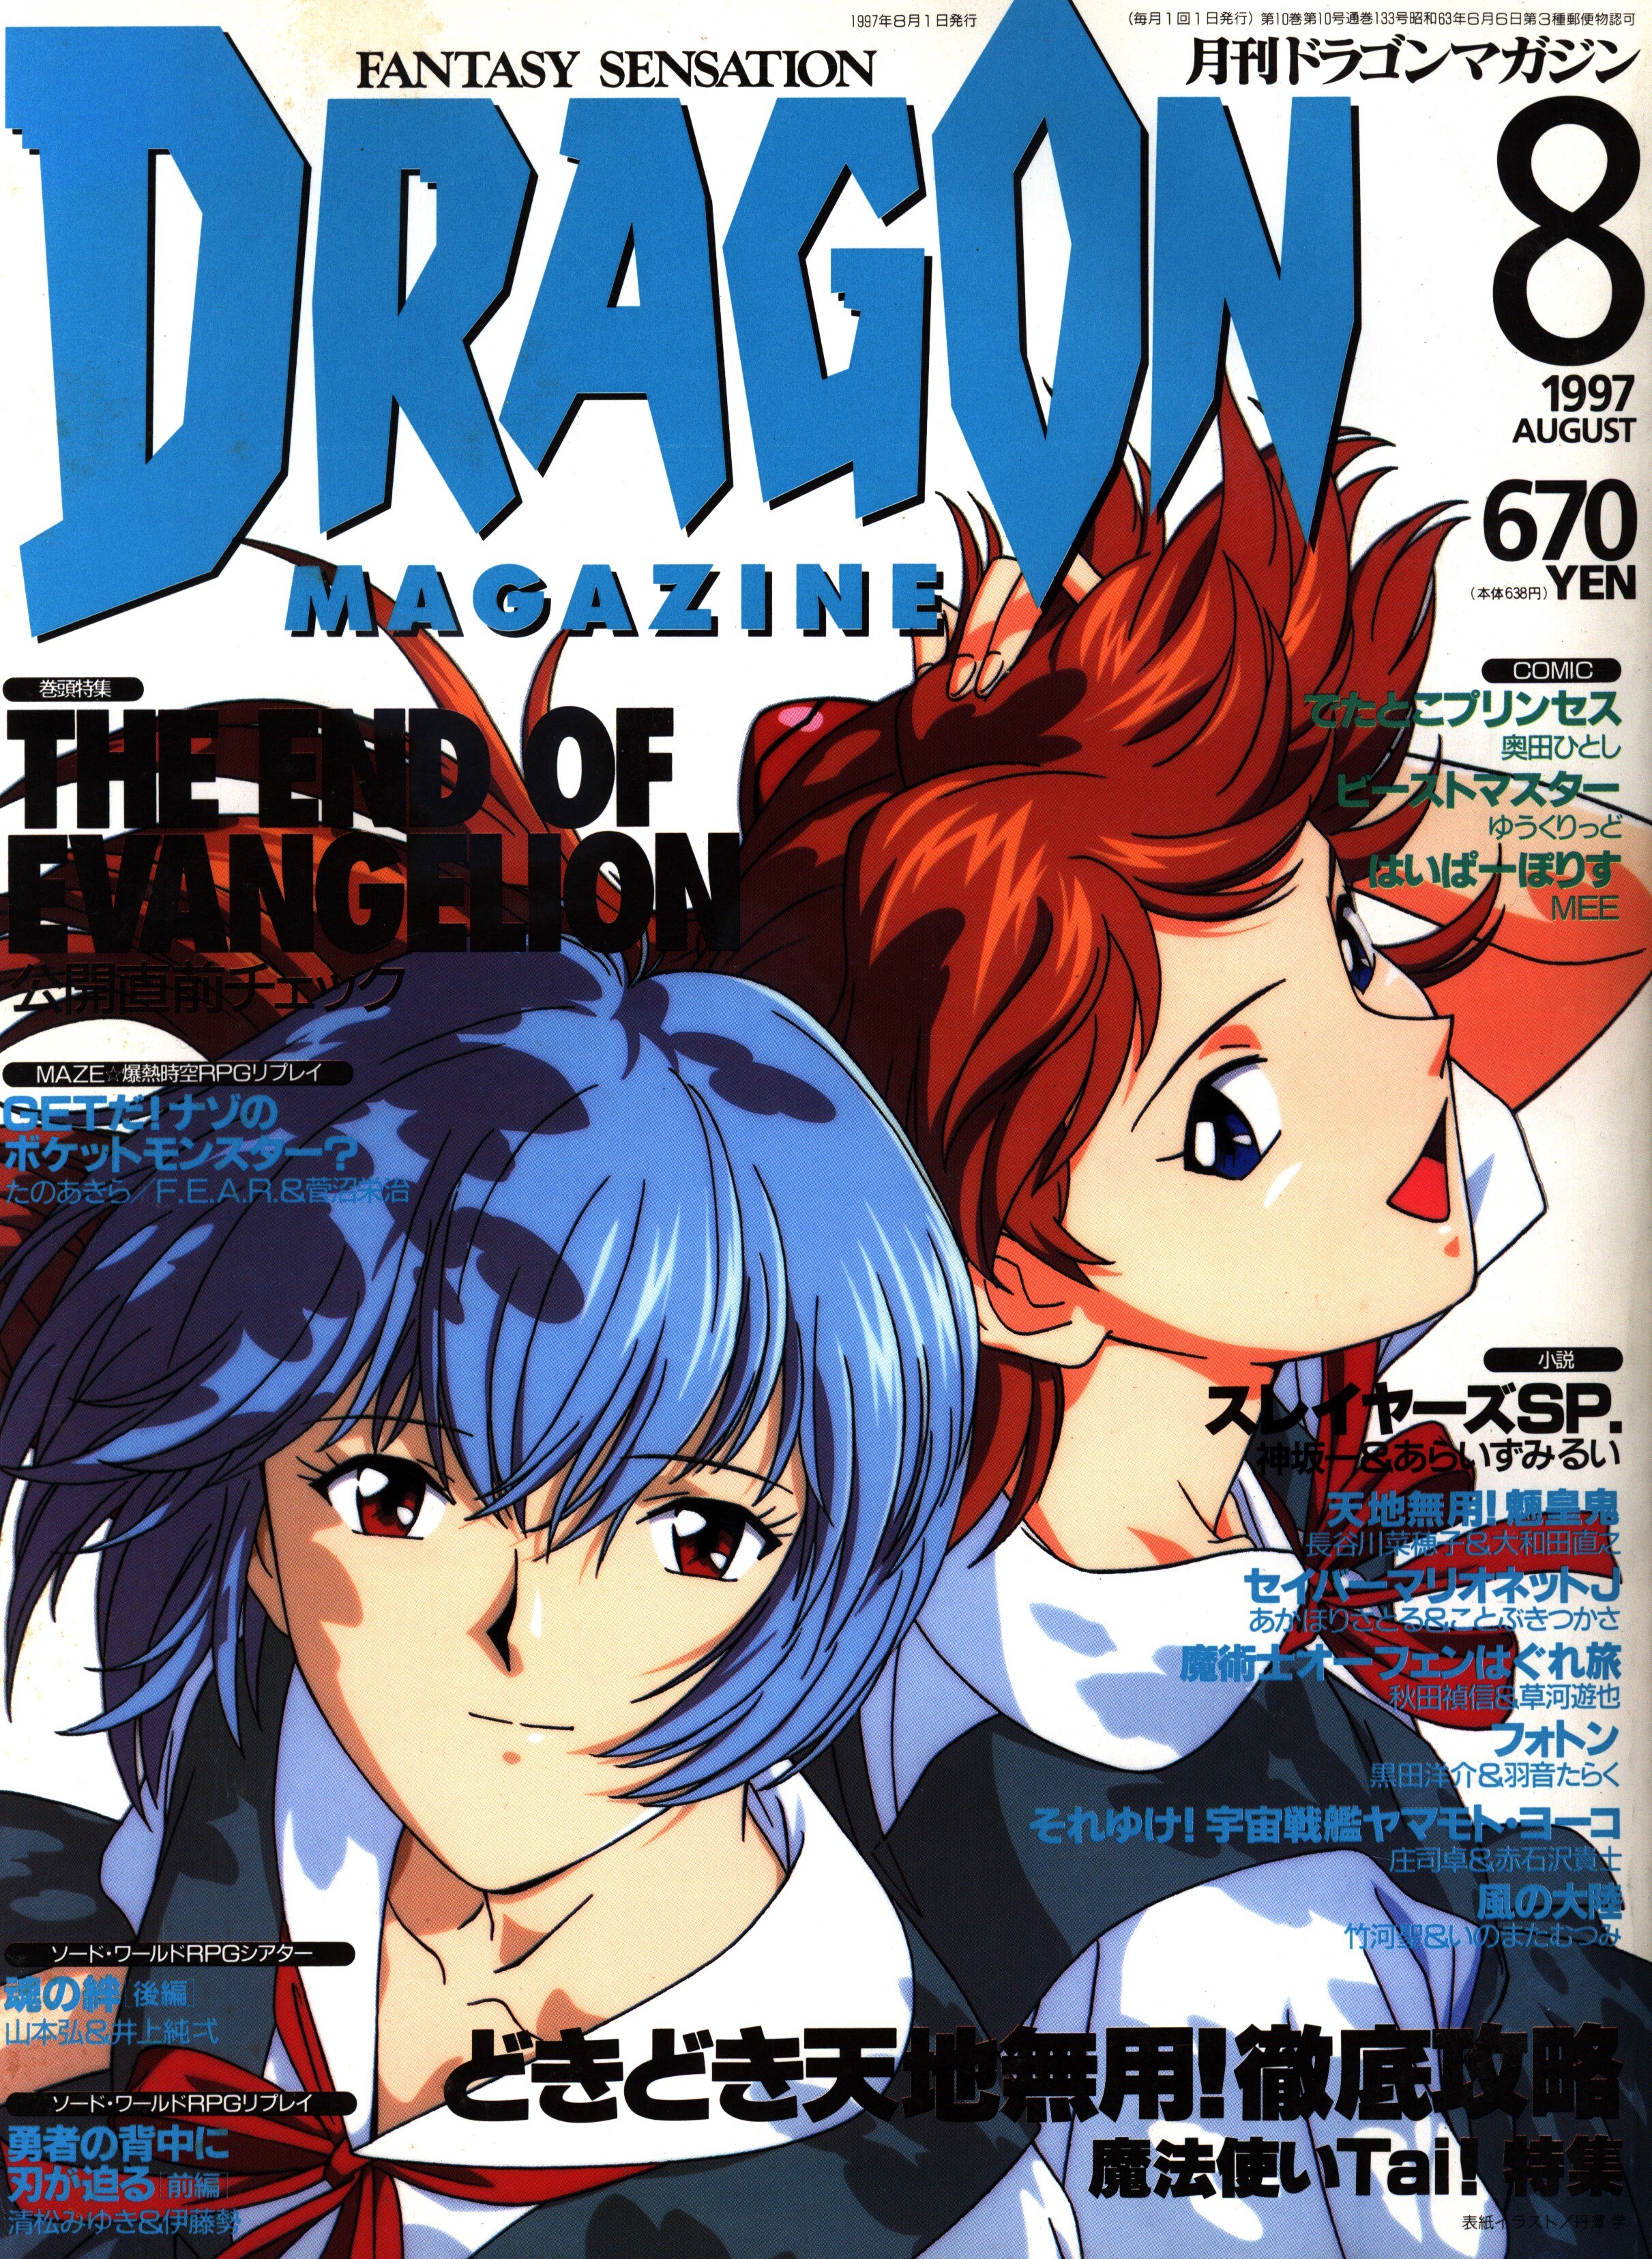 1997年8月1日発行
(毎月1回1日発行) 第10巻第10号通巻133号昭和63年6月6日第3種郵便物認可
FANTASY SENSATION
月刊ドラゴンマガジン
DRAGON
MAGAZINE
8
1997
AUGUST
670
(本体638円) YEN
巻頭特集
THE END OF
EVANGELION
公開直前チェック
MAZE☆爆熱時空RPGリプレイ
GETだ!ナゾの
ポケットモンスター?
たのあきら/F.E.A.R.&菅沼栄治
ソード・ワールドRPGシアター
魂の絆[後編]
山本弘&井上純弌
ソード・ワールドRPGリプレイ
勇者の背中に
刃が迫る[前編]
清松みゆき&伊藤勢
COMIC
でたとこプリンセス
奥田ひとし
ビーストマスター
ゆうくりっど
はいぱーぽりす
MEE
小説
スレイヤーズSP.
神坂一&あらいずみるい
天地無用!魎皇鬼
長谷川菜穂子&大和田直之
セイバーマリオネットJ
あかほりさとる&ことぶきつかさ
魔術士オーフェンはぐれ旅
秋田禎信&草河遊也
フォトン
黒田洋介&羽音たらく
それゆけ!宇宙戦艦ヤマモト・ヨーコ
庄司卓&赤石沢貴士
風の大陸
竹河聖&いのまたむつみ
どきどき天地無用!徹底攻略
魔法使いTai!特集
表紙イラスト/丹澤 学